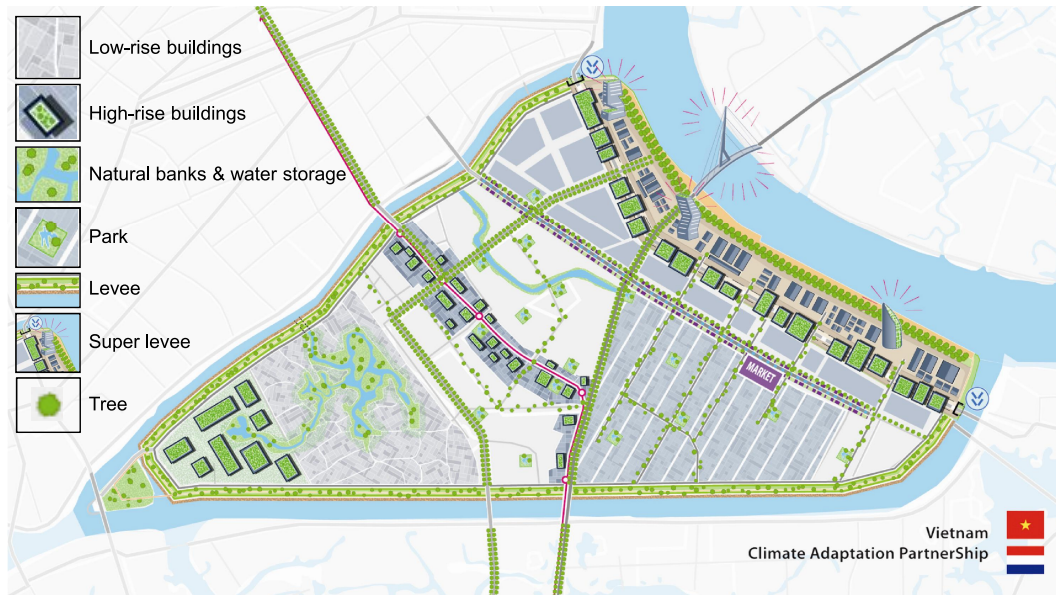 Low-rise buildings
High-rise buildings
Natural banks & water storage
Park
Levee
Super levee
Tree
MARKET
Vietnam
Climate Adaptation PartnerShip